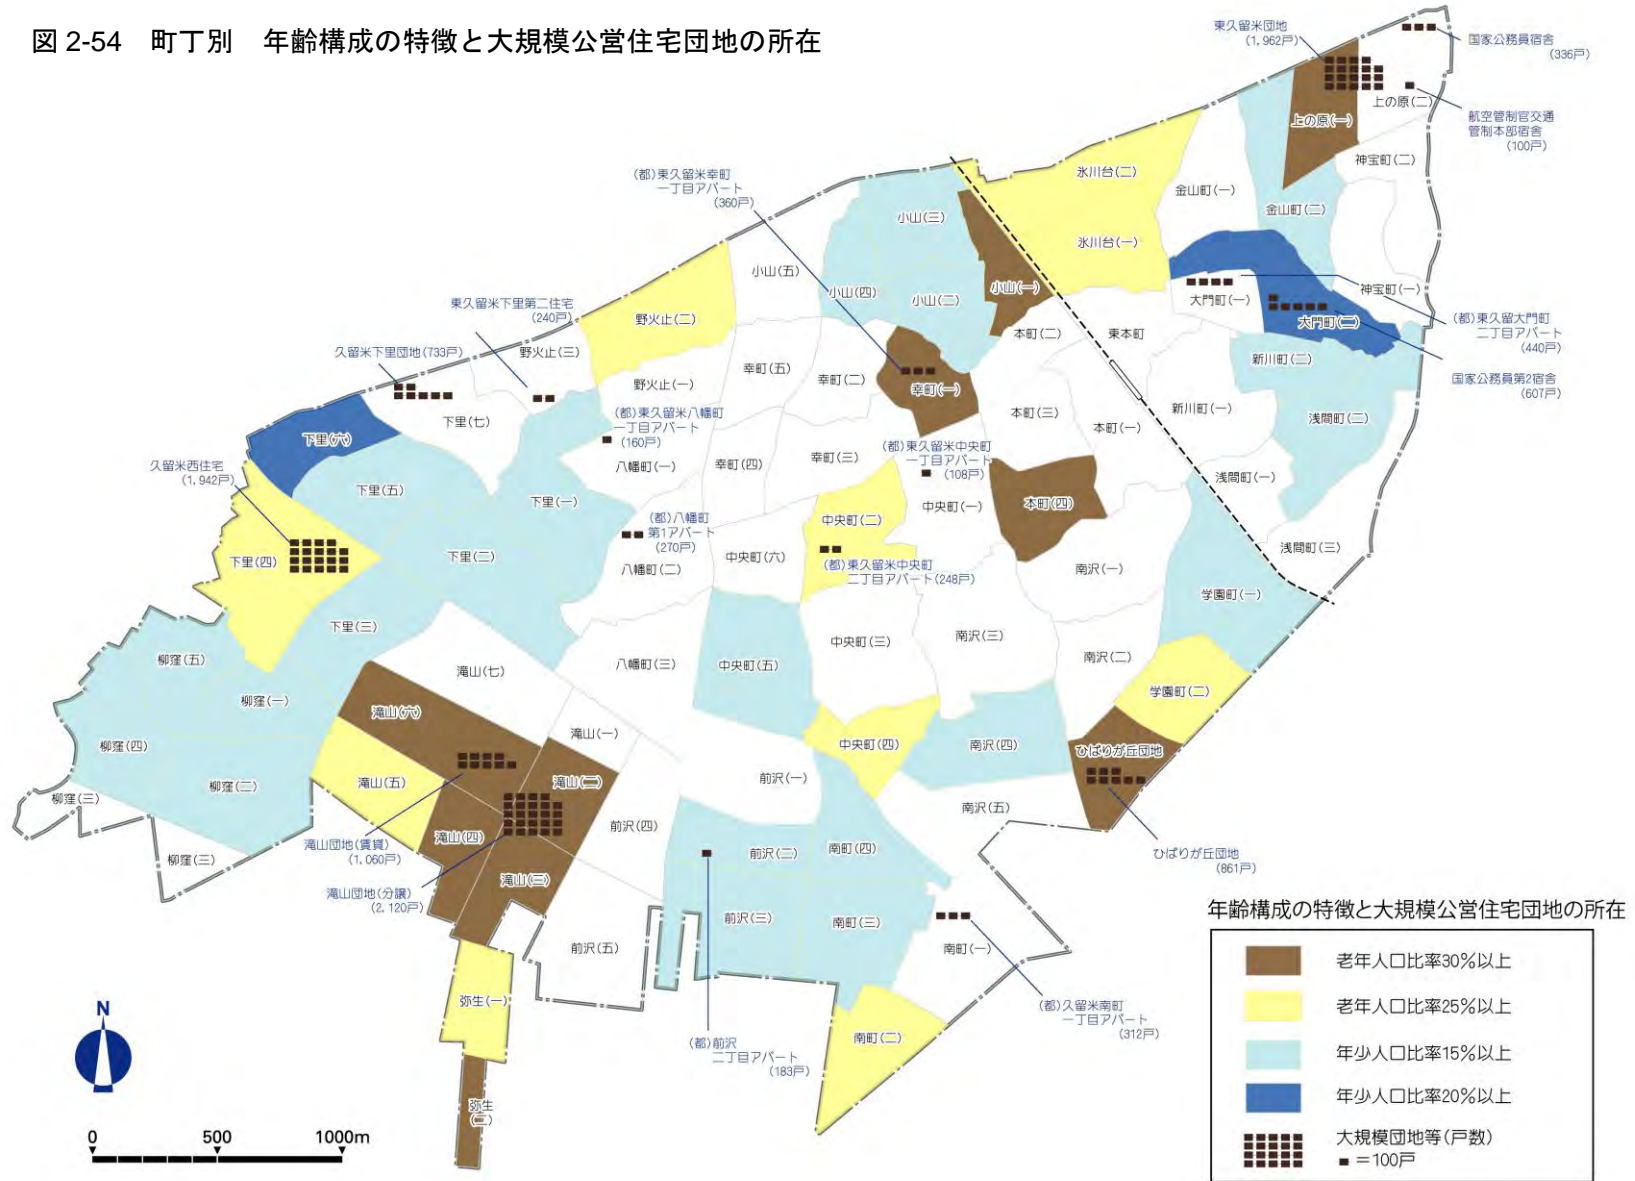 図 2-54　町丁別　年齢構成の特徴と大規模公営住宅団地の所在
東久留米団地
(1,962戸)
国家公務員宿舎
(336戸)
上の原(二)
上の原(一)
航空管制官交通
管制本部宿舎
(100戸)
神宝町(二)
(都)東久留米幸町
一丁目アパート
(360戸)
氷川台(二)
金山町(一)
金山町(二)
小山(三)
氷川台(一)
小山(五)
小山(四)
小山(二)
小山(一)
大門町(一)
神宝町(一)
東久留米下里第二住宅
(240戸)
野火止(二)
本町(二)
東本町
大門町(二)
(都)東久留大門町
二丁目アパート
(440戸)
久留米下里団地(733戸)
野火止(三)
新川町(二)
国家公務員第2宿舎
(607戸)
野火止(一)
幸町(五)
幸町(二)
幸町(一)
下里(七)
(都)東久留米八幡町
一丁目アパート
(160戸)
本町(三)
本町(一)
新川町(一)
浅間町(二)
下里(六)
久留米西住宅
(1,942戸)
八幡町(一)
幸町(四)
幸町(三)
(都)東久留米中央町
一丁目アパート
(108戸)
浅間町(一)
下里(五)
下里(一)
中央町(一)
本町(四)
(都)八幡町
第1アパート
(270戸)
中央町(二)
浅間町(三)
下里(四)
下里(二)
八幡町(二)
中央町(六)
(都)東久留米中央町
二丁目アパート(248戸)
南沢(一)
学園町(一)
下里(三)
中央町(三)
南沢(三)
南沢(二)
柳窪(五)
滝山(七)
八幡町(三)
中央町(五)
学園町(二)
柳窪(一)
滝山(六)
滝山(一)
柳窪(四)
中央町(四)
南沢(四)
ひばりが丘団地
柳窪(二)
滝山(五)
滝山(二)
前沢(一)
柳窪(三)
南沢(五)
前沢(四)
滝山(四)
滝山団地(賃貸)
(1,060戸)
柳窪(三)
前沢(二)
南町(四)
ひばりが丘団地
(861戸)
滝山団地(分譲)
(2,120戸)
滝山(三)
前沢(三)
南町(三)
前沢(五)
南町(一)
弥生(一)
(都)久留米南町
一丁目アパート
(312戸)
(都)前沢
二丁目アパート
(183戸)
南町(二)
弥生
(二)
N
0
500
1000m
年齢構成の特徴と大規模公営住宅団地の所在
老年人口比率30%以上
老年人口比率25%以上
年少人口比率15%以上
年少人口比率20%以上
大規模団地等(戸数)
■＝100戸